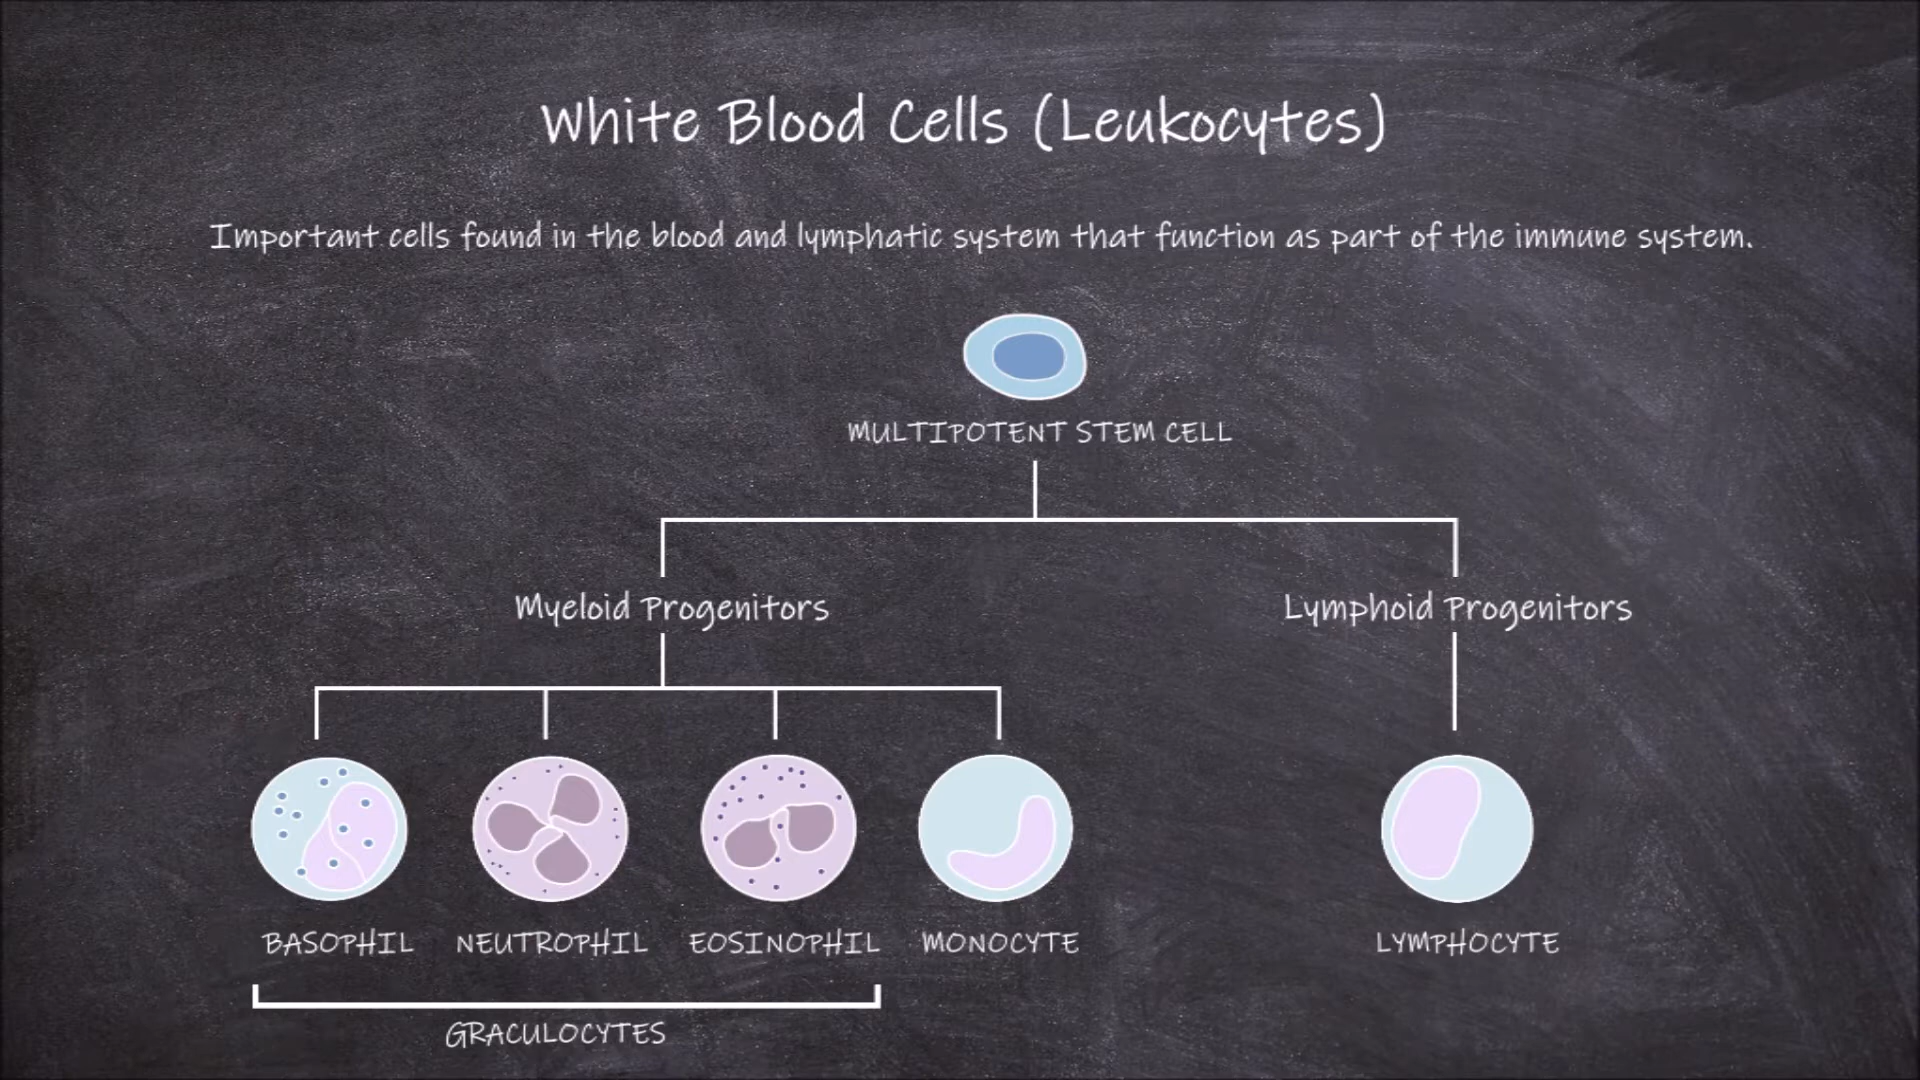 White Blood Cells (Leukocytes)
Important cells found in the blood and lymphatic system that function as part of the immune system.
MULTIPOTENT STEM CELL
Myeloid Progenitors
Lymphoid Progenitors
BASOPHIL
NEUTROPHIL
EOSINOPHIL
MONOCYTE
LYMPHOCYTE
GRACULOCYTES